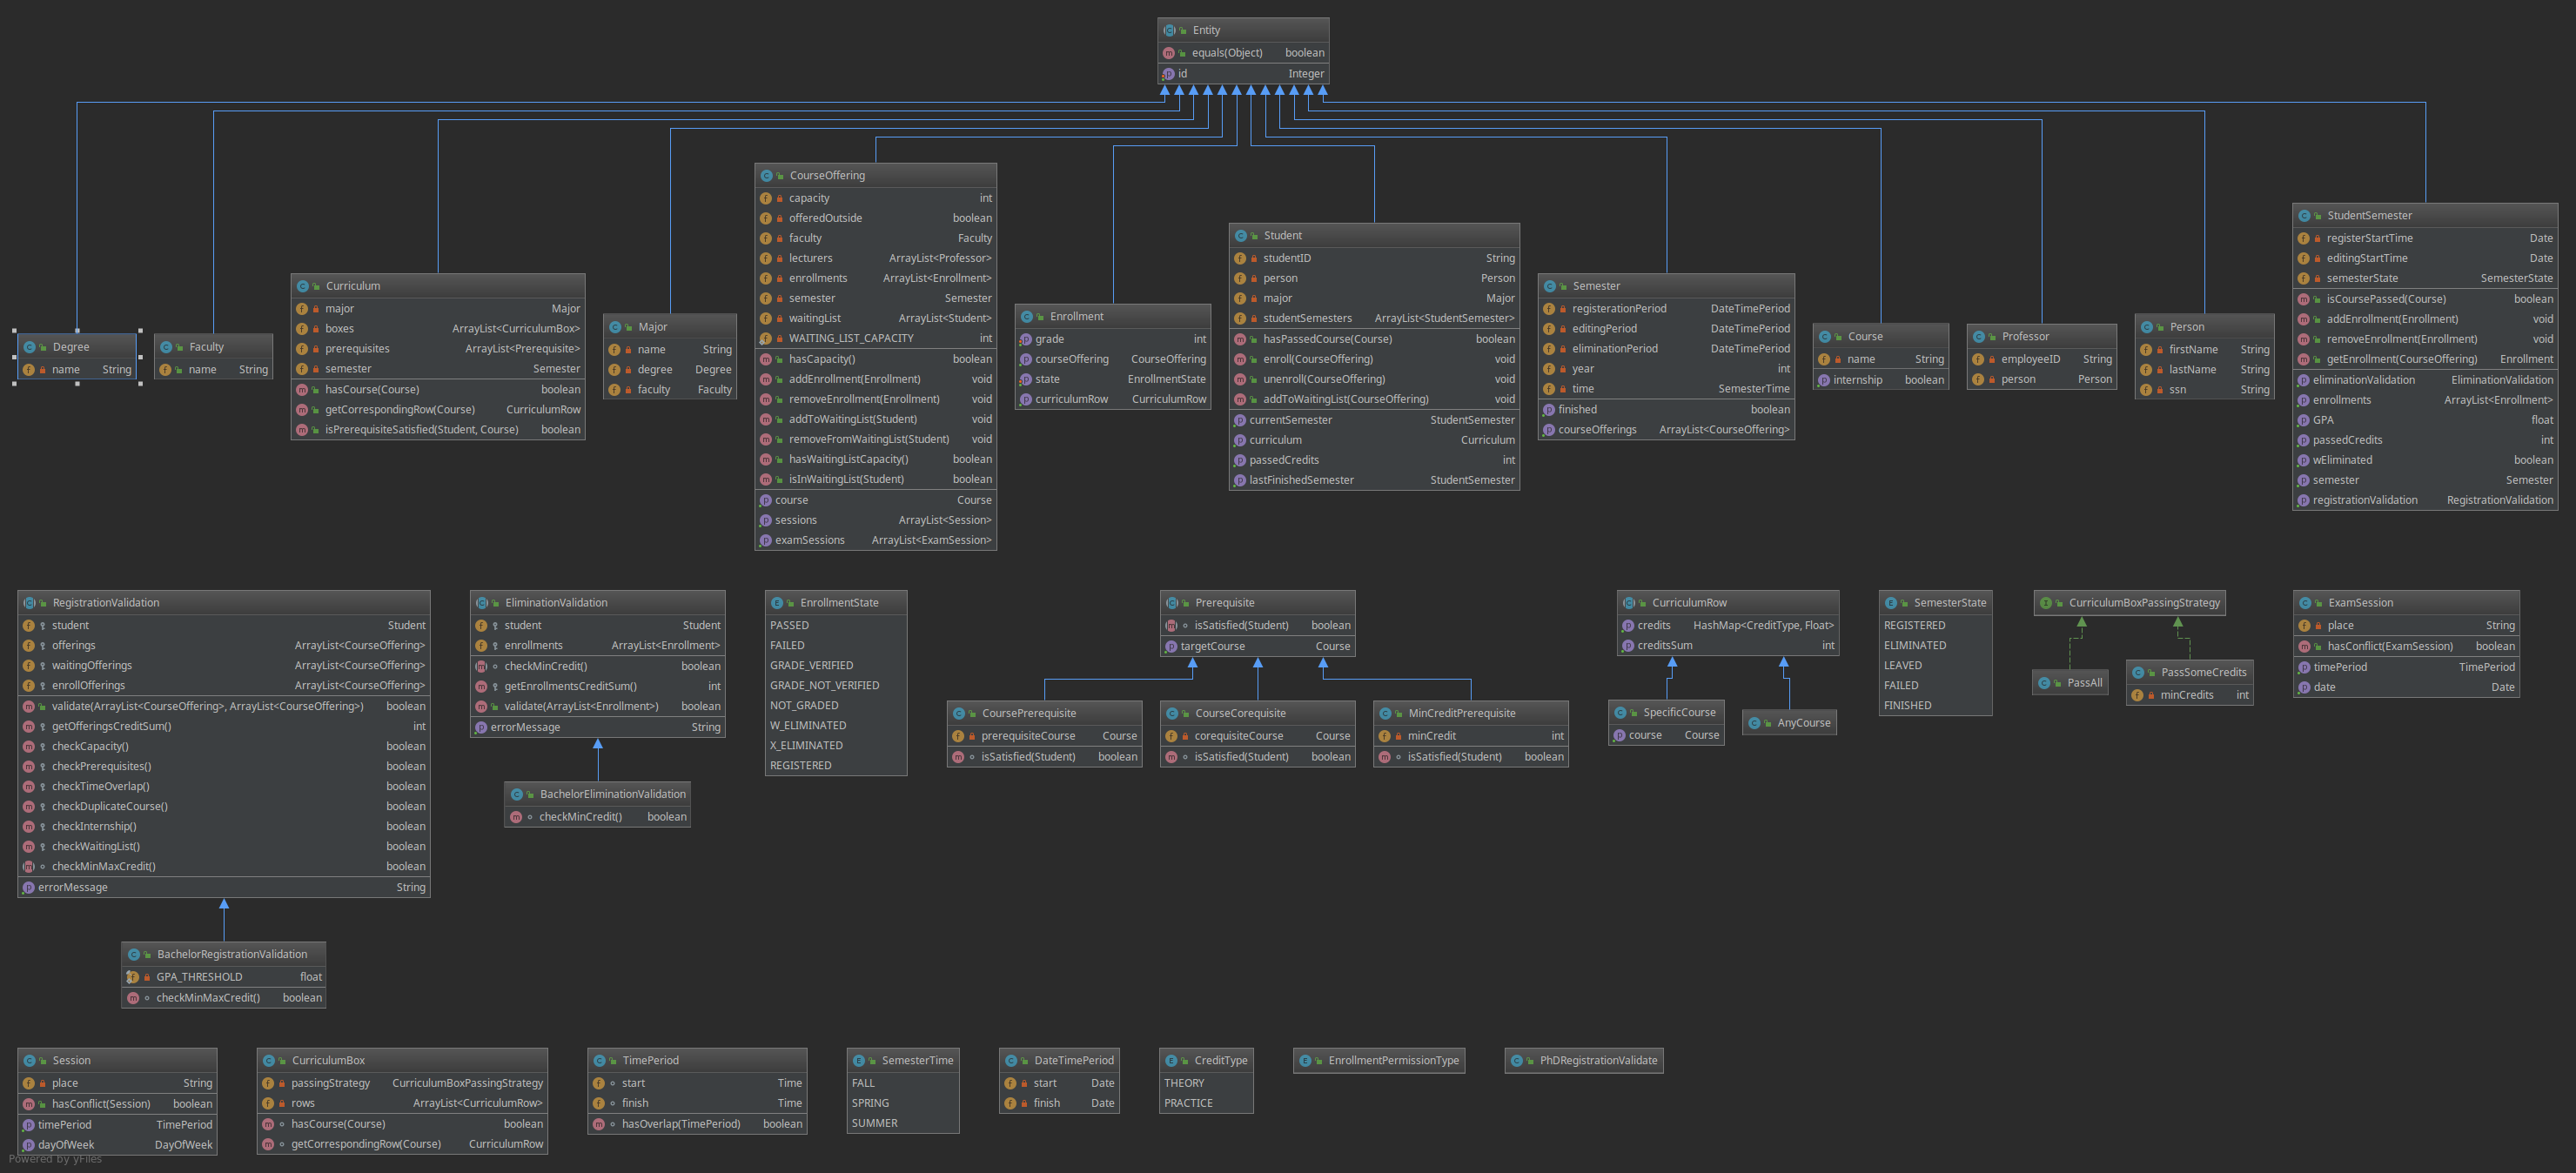 Entity
equals(Object) boolean
id Integer
Degree
name String
Faculty
name String
Curriculum
major Major
boxes ArrayList<CurriculumBox>
prerequisites ArrayList<Prerequisite>
semester Semester
hasCourse(Course) boolean
getCorrespondingRow(Course) CurriculumRow
isPrerequisiteSatisfied(Student, Course) boolean
Major
name String
degree Degree
faculty Faculty
CourseOffering
capacity int
offeredOutside boolean
faculty Faculty
lecturers ArrayList<Professor>
enrollments ArrayList<Enrollment>
semester Semester
waitingList ArrayList<Student>
WAITING_LIST_CAPACITY int
hasCapacity() boolean
addEnrollment(Enrollment) void
removeEnrollment(Enrollment) void
addToWaitingList(Student) void
removeFromWaitingList(Student) void
hasWaitingListCapacity() boolean
isInWaitingList(Student) boolean
course Course
sessions ArrayList<Session>
examSessions ArrayList<ExamSession>
Enrollment
grade int
courseOffering CourseOffering
state EnrollmentState
curriculumRow CurriculumRow
Student
studentID String
person Person
major Major
studentSemesters ArrayList<StudentSemester>
hasPassedCourse(Course) boolean
enroll(CourseOffering) void
unenroll(CourseOffering) void
addToWaitingList(CourseOffering) void
currentSemester StudentSemester
curriculum Curriculum
passedCredits int
lastFinishedSemester StudentSemester
Semester
registerationPeriod DateTimePeriod
editingPeriod DateTimePeriod
eliminationPeriod DateTimePeriod
year int
time SemesterTime
finished boolean
courseOfferings ArrayList<CourseOffering>
Course
name String
internship boolean
Professor
employeeID String
person Person
Person
firstName String
lastName String
ssn String
StudentSemester
registerStartTime Date
editingStartTime Date
semesterState SemesterState
isCoursePassed(Course) boolean
addEnrollment(Enrollment) void
removeEnrollment(Enrollment) void
getEnrollment(CourseOffering) Enrollment
eliminationValidation EliminationValidation
enrollments ArrayList<Enrollment>
GPA float
passedCredits int
wEliminated boolean
semester Semester
registrationValidation RegistrationValidation
RegistrationValidation
student Student
offerings ArrayList<CourseOffering>
waitingOfferings ArrayList<CourseOffering>
enrollOfferings ArrayList<CourseOffering>
validate(ArrayList<CourseOffering>, ArrayList<CourseOffering>) boolean
getOfferingsCreditSum() int
checkCapacity() boolean
checkPrerequisites() boolean
checkTimeOverlap() boolean
checkDuplicateCourse() boolean
checkInternship() boolean
checkWaitingList() boolean
checkMinMaxCredit() boolean
errorMessage String
EliminationValidation
student Student
enrollments ArrayList<Enrollment>
checkMinCredit() boolean
getEnrollmentsCreditSum() int
validate(ArrayList<Enrollment>) boolean
errorMessage String
BachelorEliminationValidation
checkMinCredit() boolean
EnrollmentState
PASSED
FAILED
GRADE_VERIFIED
GRADE_NOT_VERIFIED
NOT_GRADED
W_ELIMINATED
X_ELIMINATED
REGISTERED
Prerequisite
isSatisfied(Student) boolean
targetCourse Course
CoursePrerequisite
prerequisiteCourse Course
isSatisfied(Student) boolean
CourseCorequisite
corequisiteCourse Course
isSatisfied(Student) boolean
MinCreditPrerequisite
minCredit int
isSatisfied(Student) boolean
CurriculumRow
credits HashMap<CreditType, Float>
creditsSum int
SpecificCourse
course Course
AnyCourse
SemesterState
REGISTERED
ELIMINATED
LEAVED
FAILED
FINISHED
CurriculumBoxPassingStrategy
PassAll
PassSomeCredits
minCredits int
ExamSession
place String
hasConflict(ExamSession) boolean
timePeriod TimePeriod
date Date
BachelorRegistrationValidation
GPA_THRESHOLD float
checkMinMaxCredit() boolean
Session
place String
hasConflict(Session) boolean
timePeriod TimePeriod
dayOfWeek DayOfWeek
CurriculumBox
passingStrategy CurriculumBoxPassingStrategy
rows ArrayList<CurriculumRow>
hasCourse(Course) boolean
getCorrespondingRow(Course) CurriculumRow
TimePeriod
start Time
finish Time
hasOverlap(TimePeriod) boolean
SemesterTime
FALL
SPRING
SUMMER
DateTimePeriod
start Date
finish Date
CreditType
THEORY
PRACTICE
EnrollmentPermissionType
PhDRegistrationValidate
Powered by yFiles